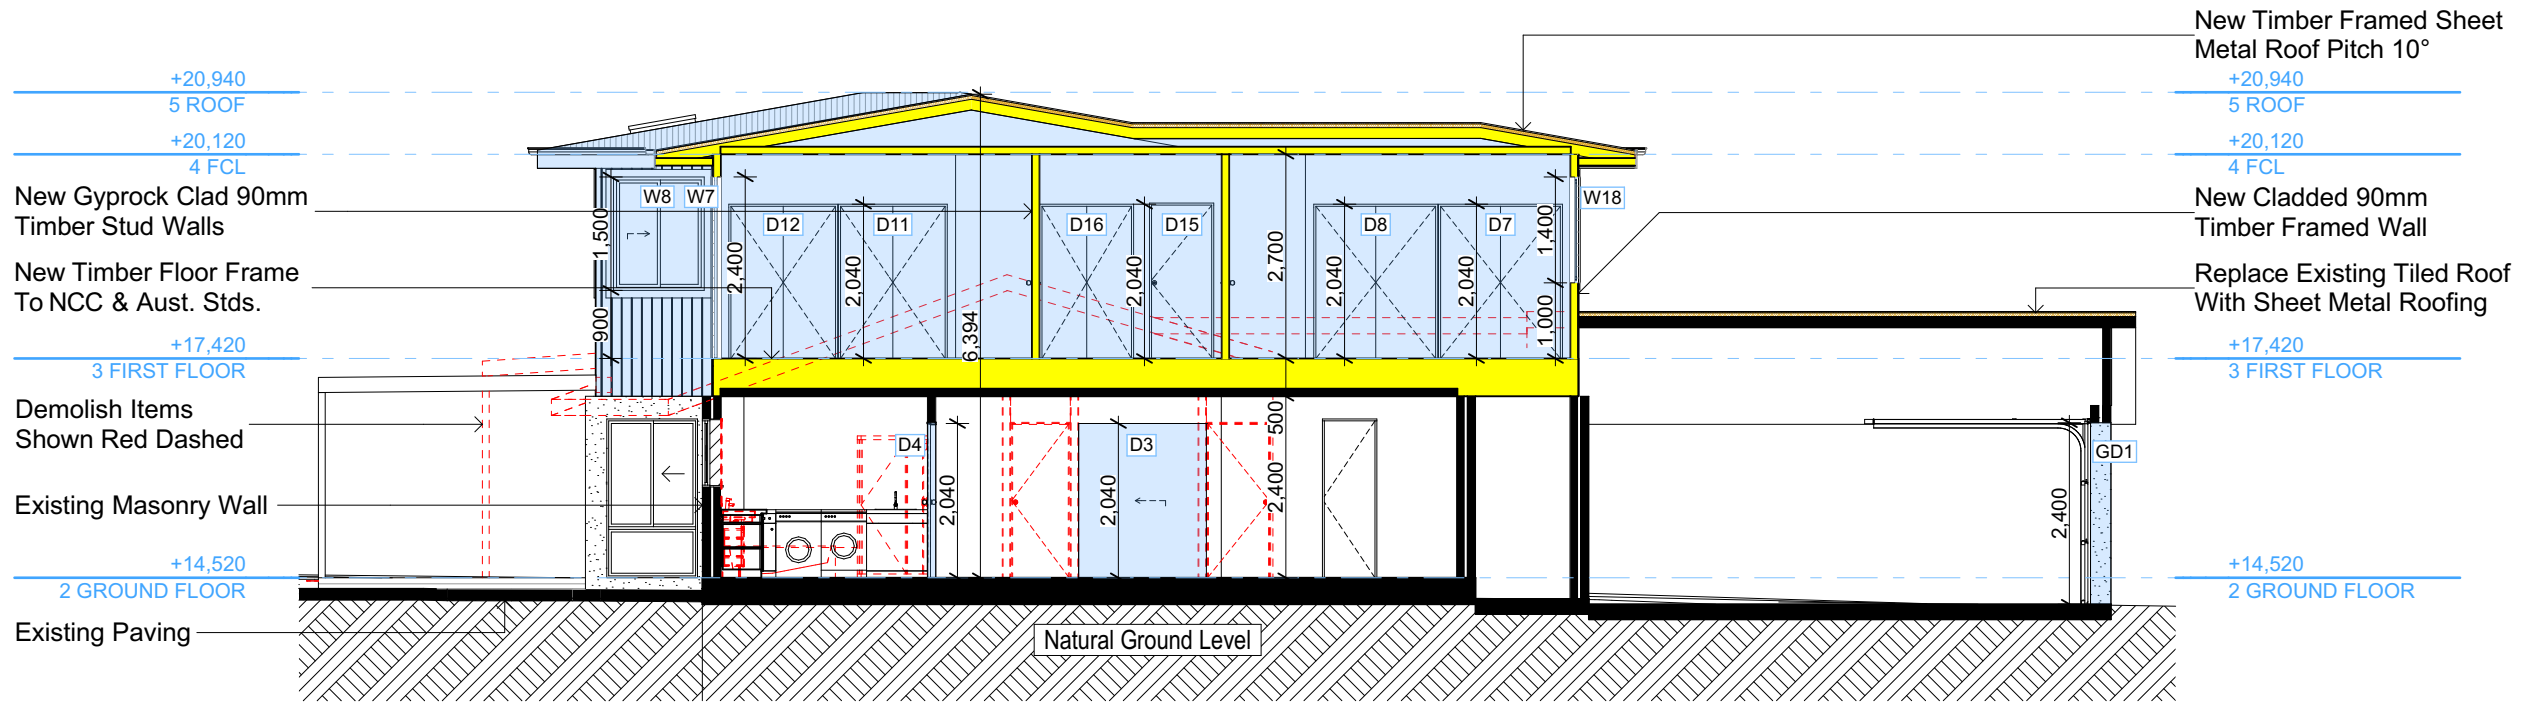 New Timber Framed Sheet
Metal Roof Pitch 10°
+20,940
5 ROOF
+20,940
5 ROOF
+20,120
4 FCL
+20,120
4 FCL
New Gyprock Clad 90mm
Timber Stud Walls
W8
W7
W18
New Cladded 90mm
Timber Framed Wall
D12
D11
D16
D15
D8
D7
1,500
2,400
2,040
2,040
2,700
2,040
2,040
1,400
New Timber Floor Frame
To NCC & Aust. Stds.
Replace Existing Tiled Roof
With Sheet Metal Roofing
900
6,394
1,000
+17,420
3 FIRST FLOOR
+17,420
3 FIRST FLOOR
Demolish Items
Shown Red Dashed
500
D4
D3
GD1
2,040
2,040
2,400
2,400
Existing Masonry Wall
+14,520
2 GROUND FLOOR
+14,520
2 GROUND FLOOR
Existing Paving
Natural Ground Level